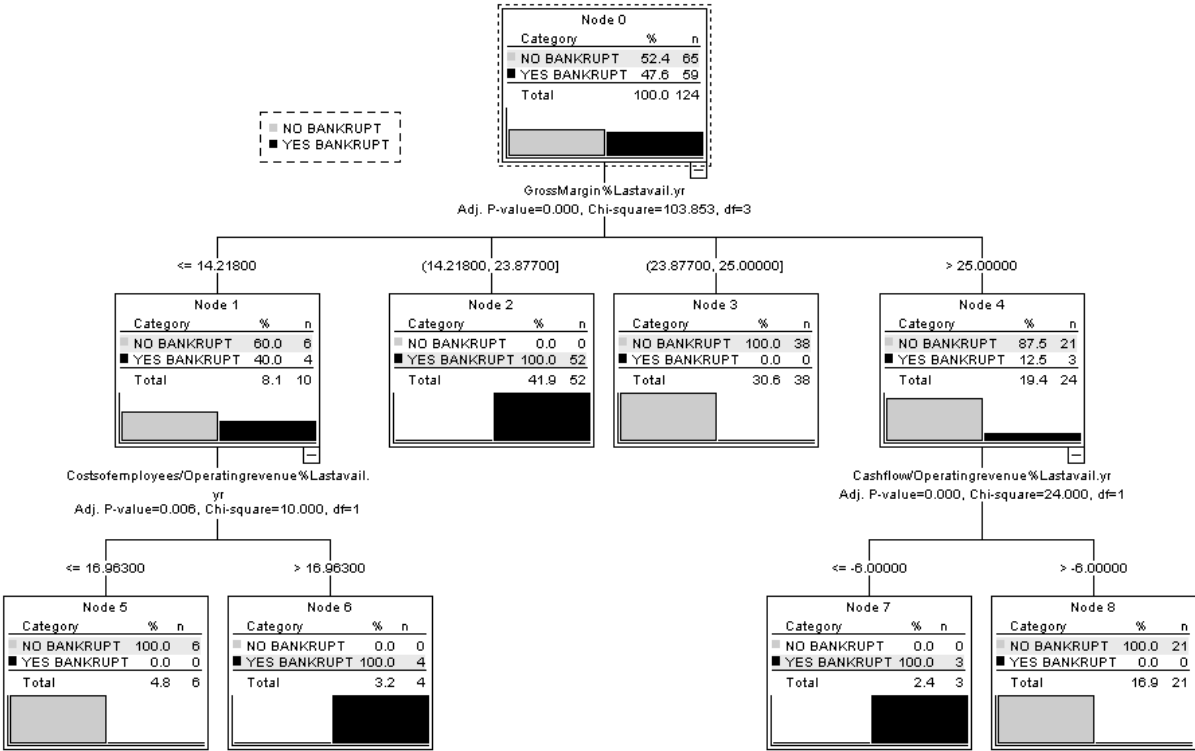 Node 0
Category % n
NO BANKRUPT 52.4 65
YES BANKRUPT 47.6 59
Total 100.0 124
NO BANKRUPT
YES BANKRUPT
GrossMargin%Lastavail.yr
Adj. P-value=0.000, Chi-square=103.853, df=3
<= 14.21800
(14.21800, 23.87700]
(23.87700, 25.00000]
> 25.00000
Node 1
Category % n
NO BANKRUPT 60.0 6
YES BANKRUPT 40.0 4
Total 8.1 10
Node 2
Category % n
NO BANKRUPT 0.0 0
YES BANKRUPT 100.0 52
Total 41.9 52
Node 3
Category % n
NO BANKRUPT 100.0 38
YES BANKRUPT 0.0 0
Total 30.6 38
Node 4
Category % n
NO BANKRUPT 87.5 21
YES BANKRUPT 12.5 3
Total 19.4 24
Costsofemployees/Operatingrevenue%Lastavail.
yr
Adj. P-value=0.006, Chi-square=10.000, df=1
Cashflow/Operatingrevenue%Lastavail.yr
Adj. P-value=0.000, Chi-square=24.000, df=1
<= 16.96300
> 16.96300
<= -6.00000
> -6.00000
Node 5
Category % n
NO BANKRUPT 100.0 6
YES BANKRUPT 0.0 0
Total 4.8 6
Node 6
Category % n
NO BANKRUPT 0.0 0
YES BANKRUPT 100.0 4
Total 3.2 4
Node 7
Category % n
NO BANKRUPT 0.0 0
YES BANKRUPT 100.0 3
Total 2.4 3
Node 8
Category % n
NO BANKRUPT 100.0 21
YES BANKRUPT 0.0 0
Total 16.9 21